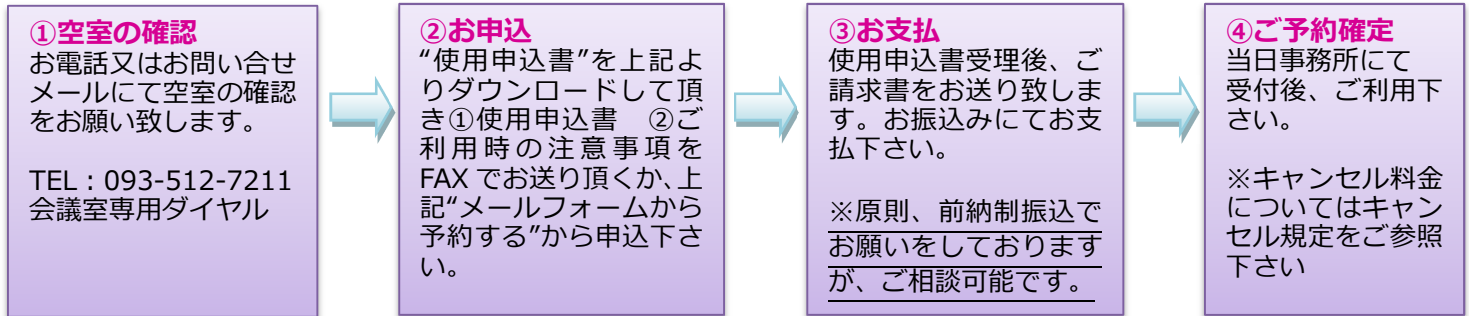 ①空室の確認
お電話又はお問い合せ
メールにて空室の確認
をお願い致します。
TEL：093-512-7211
会議室専用ダイヤル
②お申込
“使用申込書”を上記よ
りダウンロードして頂
き①使用申込書　②ご
利用時の注意事項を
FAXでお送り頂くか、上
記“メールフォームから
予約する”から申込下さ
い。
③お支払
使用申込書受理後、ご
請求書をお送り致しま
す。お振込みにてお支
払下さい。
※原則、前納制振込で
お願いをしております
が、ご相談可能です。
④ご予約確定
当日事務所にて
受付後、ご利用下
さい。
※キャンセル料金
についてはキャン
セル規定をご参照
下さい